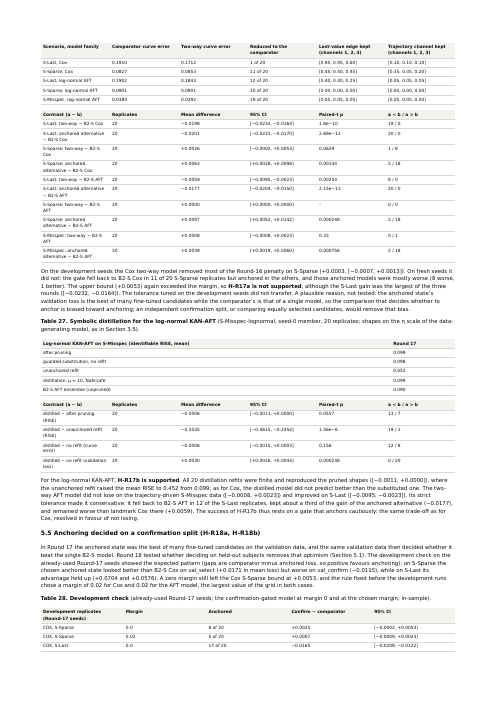 Scenario, model family Comparator curve error Two-way curve error Reduced to the comparator Last-value edge kept (channels 1, 2, 3) Trajectory channel kept (channels 1, 2, 3)
S-Last, Cox 0.1910 0.1712 1 of 20 [0.95, 0.95, 0.60] [0.10, 0.10, 0.10]
S-Sparse, Cox 0.0827 0.0853 11 of 20 [0.45, 0.40, 0.45] [0.35, 0.40, 0.35]
S-Last, log-normal AFT 0.1902 0.1843 12 of 20 [0.40, 0.40, 0.25] [0.05, 0.05, 0.10]
S-Sparse, log-normal AFT 0.0901 0.0901 20 of 20 [0.00, 0.00, 0.00] [0.00, 0.00, 0.00]
S-Misspec, log-normal AFT 0.0384 0.0392 19 of 20 [0.05, 0.05, 0.05] [0.05, 0.05, 0.05]
Contrast (a − b) Replicates Mean difference 95% CI Paired-t p a < b / a > b
S-Last: two-way − B2-S Cox 20 −0.0198 [−0.0232, −0.0164] 1.8e−10 19 / 0
S-Last: anchored alternative − B2-S Cox 20 −0.0201 [−0.0231, −0.0170] 2.69e−11 20 / 0
S-Sparse: two-way − B2-S Cox 20 +0.0026 [−0.0002, +0.0053] 0.0629 1 / 8
S-Sparse: anchored alternative − B2-S Cox 20 +0.0063 [+0.0028, +0.0098] 0.00144 2 / 18
S-Last: two-way − B2-S AFT 20 −0.0059 [−0.0095, −0.0023] 0.00254 8 / 0
S-Last: anchored alternative − B2-S AFT 20 −0.0177 [−0.0204, −0.0150] 2.15e−11 20 / 0
S-Sparse: two-way − B2-S AFT 20 +0.0000 [+0.0000, +0.0000] – 0 / 0
S-Sparse: anchored alternative − B2-S AFT 20 +0.0097 [+0.0052, +0.0142] 0.000248 2 / 18
S-Misspec: two-way − B2-S AFT 20 −0.0008 [−0.0008, +0.0023] 0.33 0 / 1
S-Misspec: anchored alternative − B2-S AFT 20 +0.0039 [+0.0019, +0.0060] 0.000756 2 / 18
On the development seeds the Cox two-way model removed most of the Round-16 penalty on S-Sparse (+0.0003, [−0.0007, +0.0013]). On fresh seeds it
did not: the gate fell back to B2-S Cox in 11 of 20 S-Sparse replicates but anchored in the others, and those anchored models were mostly worse (8 worse,
1 better). The upper bound (+0.0053) again exceeded the margin, so H-R17a is not supported, although the S-Last gain was the largest of the three
rounds ([−0.0232, −0.0164]). The tolerance tuned on the development seeds did not transfer. A plausible reason, not tested: the anchored state's
validation loss is the best of many fine-tuned candidates while the comparator's is that of a single model, so the comparison that decides whether to
anchor is biased toward anchoring; an independent confirmation split, or comparing equally selected candidates, would remove that bias.
Table 27. Symbolic distillation for the log-normal KAN-AFT (S-Misspec-lognormal, seed-0 member, 20 replicates; shapes on the η scale of the data-
generating model, as in Section 3.5).
Log-normal KAN-AFT on S-Misspec (identifiable RISE, mean) Round 17
after pruning 0.099
guarded substitution, no refit 0.098
unanchored refit 0.452
distillation, μ = 10, NaN-safe 0.099
B2-S AFT ensemble (unpruned) 0.090
Contrast (a − b) Replicates Mean difference 95% CI Paired-t p a < b / a > b
distilled − after pruning (RISE) 20 −0.0006 [−0.0011, +0.0000] 0.0557 13 / 7
distilled − unanchored refit (RISE) 20 −0.3535 [−0.4615, −0.2454] 1.56e−6 19 / 1
distilled − no refit (curve error) 20 −0.0006 [−0.0015, +0.0003] 0.156 12 / 8
distilled − no refit (validation loss) 20 +0.0030 [+0.0016, +0.0044] 0.000238 0 / 20
For the log-normal KAN-AFT, H-R17b is supported. All 20 distillation refits were finite and reproduced the pruned shapes ([−0.0011, +0.0000]), where
the unanchored refit raised the mean RISE to 0.452 from 0.099; as for Cox, the distilled model did not predict better than the substituted one. The two-
way AFT model did not lose on the trajectory-driven S-Misspec data ([−0.0008, +0.0023]) and improved on S-Last ([−0.0095, −0.0023]). Its strict
tolerance made it conservative: it fell back to B2-S AFT in 12 of the S-Last replicates, kept about a third of the gain of the anchored alternative (−0.0177),
and remained worse than landmark Cox there (+0.0059). The success of H-R17b thus rests on a gate that anchors cautiously: the same trade-off as for
Cox, resolved in favour of not losing.
5.5 Anchoring decided on a confirmation split (H-R18a, H-R18b)
In Round 17 the anchored state was the best of many fine-tuned candidates on the validation data, and the same validation then decided whether it
beat the single B2-S model. Round 18 tested whether deciding on held-out subjects removes that optimism (Section 5.1). The development check on the
already-used Round-17 seeds showed the expected pattern (gaps are comparator minus anchored loss, so positive favours anchoring): on S-Sparse the
chosen anchored state looked better than B2-S Cox on val_select (+0.0171 in mean loss) but worse on val_confirm (−0.0115), while on S-Last its
advantage held up (+0.0704 and +0.0576). A zero margin still left the Cox S-Sparse bound at +0.0053, and the rule fixed before the development runs
chose a margin of 0.02 for Cox and 0.02 for the AFT model, the largest value of the grid in both cases.
Table 28. Development check (already-used Round-17 seeds; the confirmation-gated model at margin 0 and at the chosen margin; in-sample).
Development replicates (Round-17 seeds) Margin Anchored Confirm − comparator 95% CI
COX, S-Sparse 0.0 8 of 20 +0.0025 [−0.0002, +0.0053]
COX, S-Sparse 0.02 5 of 20 +0.0007 [−0.0009, +0.0023]
COX, S-Last 0.0 17 of 20 −0.0165 [−0.0209, −0.0122]